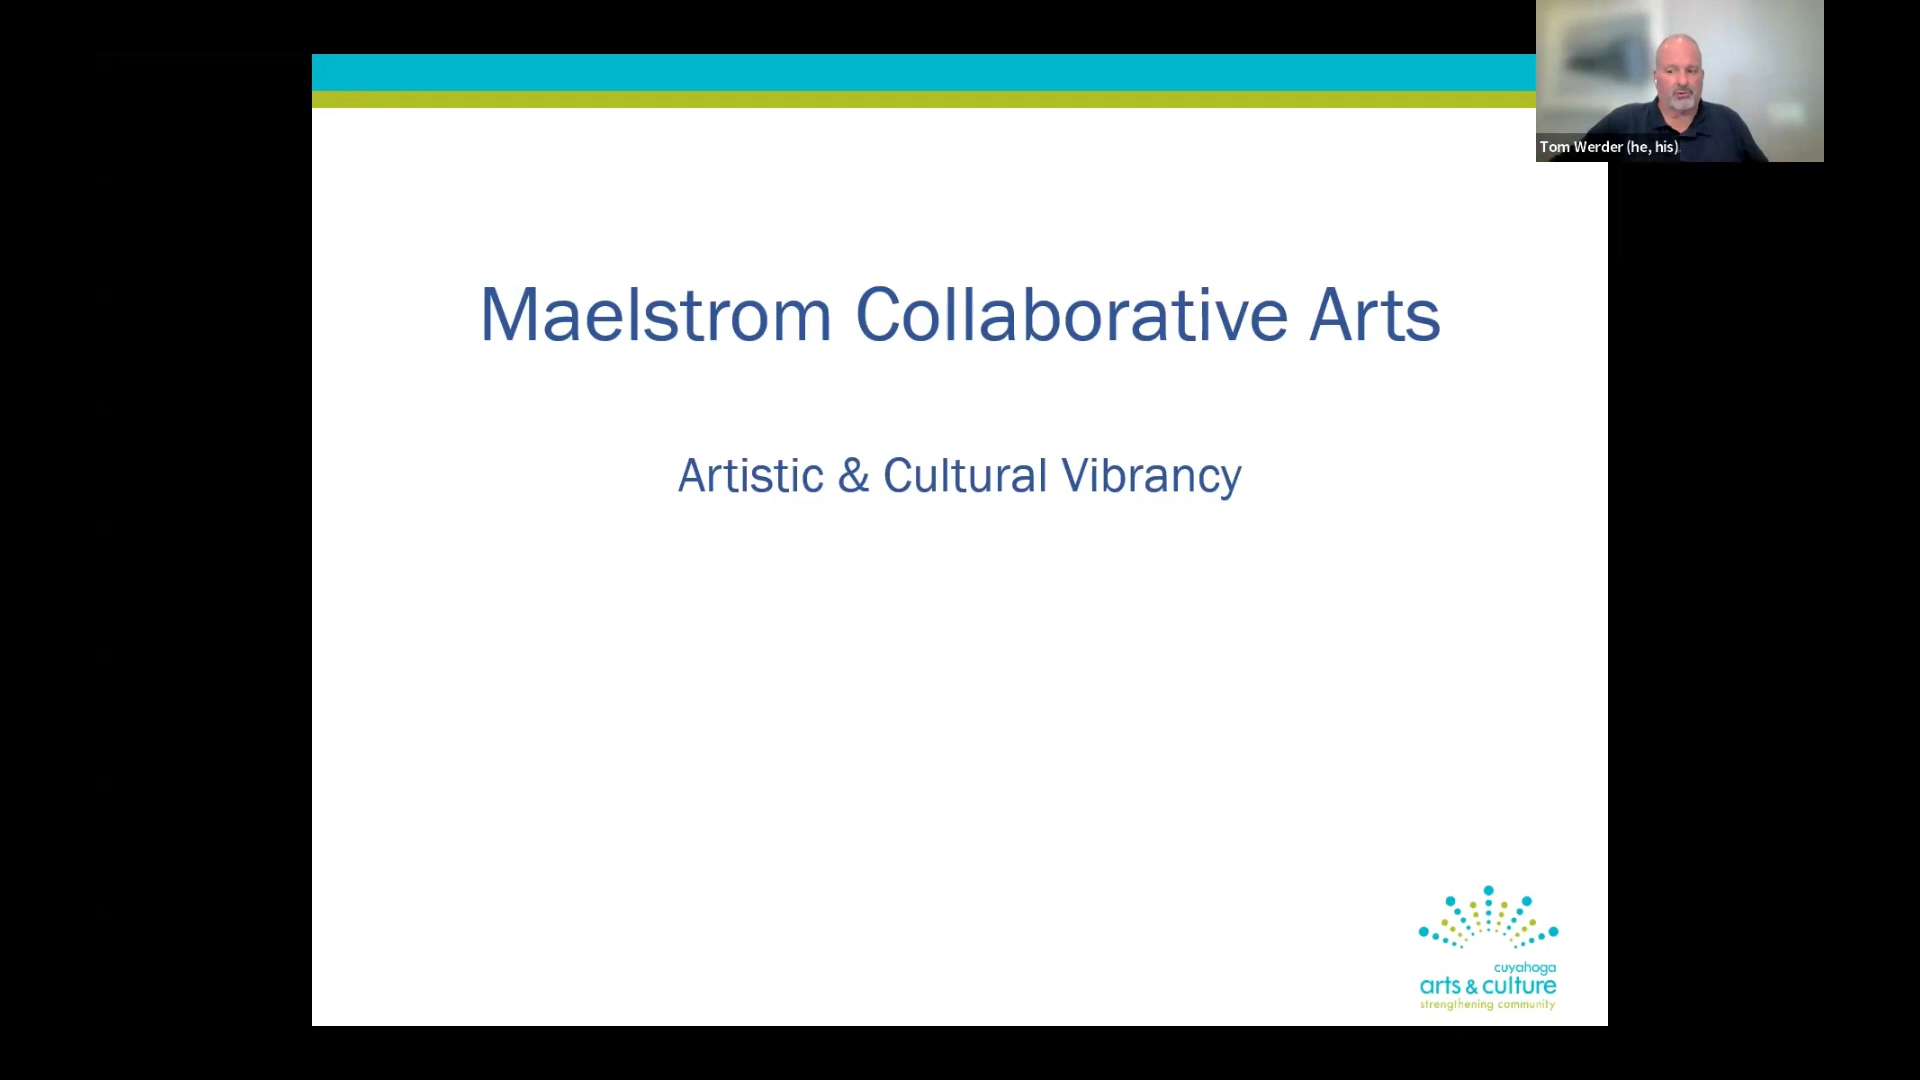 Tom Werder (he, his)
Maelstrom Collaborative Arts
Artistic & Cultural Vibrancy
cuyahoga
arts & culture
strengthening community